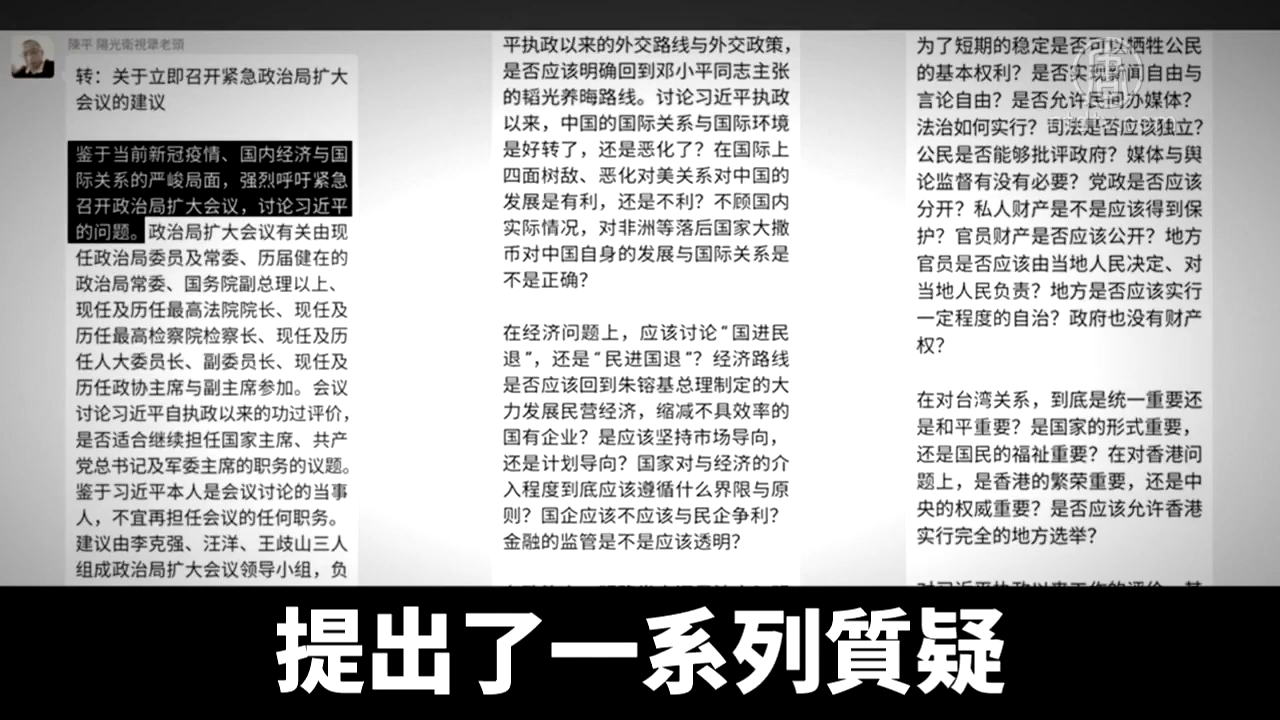 陳平 陽光衛視犟老頭
转：关于立即召开紧急政治局扩大
会议的建议
鉴于当前新冠疫情、国内经济与国
际关系的严峻局面，强烈呼吁紧急
召开政治局扩大会议，讨论习近平
的问题。政治局扩大会议有关由现
任政治局委员及常委、历届健在的
政治局常委、国务院副总理以上、
现任及历任最高法院院长、现任及
历任最高检察院检察长、现任及历
任人大委员长、副委员长、现任及
历任政协主席与副主席参加。会议
讨论习近平自执政以来的功过评价，
是否适合继续担任国家主席、共产
党总书记及军委主席的职务的议题。
鉴于习近平本人是会议讨论的当事
人，不宜再担任会议的任何职务。
建议由李克强、汪洋、王歧山三人
组成政治局扩大会议领导小组，负
平执政以来的外交路线与外交政策，
是否应该明确回到邓小平同志主张
的韬光养晦路线。讨论习近平执政
以来，中国的国际关系与国际环境
是好转了，还是恶化了？在国际上
四面树敌、恶化对美关系对中国的
发展是有利，还是不利？不顾国内
实际情况，对非洲等落后国家大撒
币对中国自身的发展与国际关系是
不是正确？
在经济问题上，应该讨论“国进民
退”，还是“民进国退”？经济路线
是否应该回到朱镕基总理制定的大
力发展民营经济，缩减不具效率的
国有企业？是应该坚持市场导向，
还是计划导向？国家对与经济的介
入程度到底应该遵循什么界限与原
则？国企应该不应该与民企争利？
金融的监管是不是应该透明？
为了短期的稳定是否可以牺牲公民
的基本权利？是否实现新闻自由与
言论自由？是否允许民间办媒体？
法治如何实行？司法是否应该独立？
公民是否能够批评政府？媒体与舆
论监督有没有必要？党政是否应该
分开？私人财产是不是应该得到保
护？官员财产是否应该公开？地方
官员是否应该由当地人民决定、对
当地人民负责？地方是否应该实行
一定程度的自治？政府也没有财产
权？
在对台湾关系，到底是统一重要还
是和平重要？是国家的形式重要，
还是国民的福祉重要？在对香港问
题上，是香港的繁荣重要，还是中
央的权威重要？是否应该允许香港
实行完全的地方选举？
提出了一系列質疑